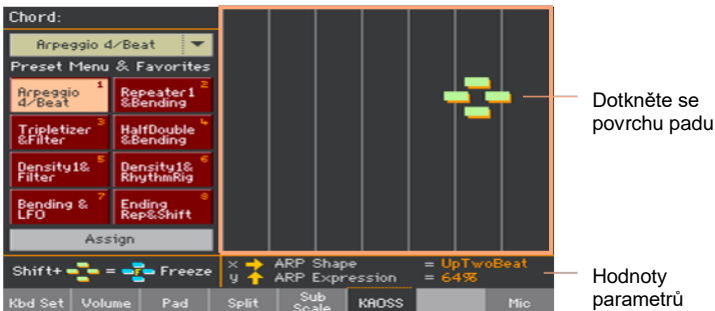 Chord:
Arpeggio 4/Beat
Preset Menu & Favorites
Arpeggio 4/Beat 1
Repeater1 &Bending 2
Tripletizer &Filter 3
HalfDouble &Bending 4
Density1& Filter 5
Density1& RhythmRig 6
Bending & LFO 7
Ending Rep&Shift 8
Assign
Shift+ = Freeze
x ARP Shape = UpTwoBeat
y ARP Expression = 64%
Kbd Set Volume Pad Split Sub Scale KAOSS Mic
Dotkněte se
povrchu padu
Hodnoty
parametrů